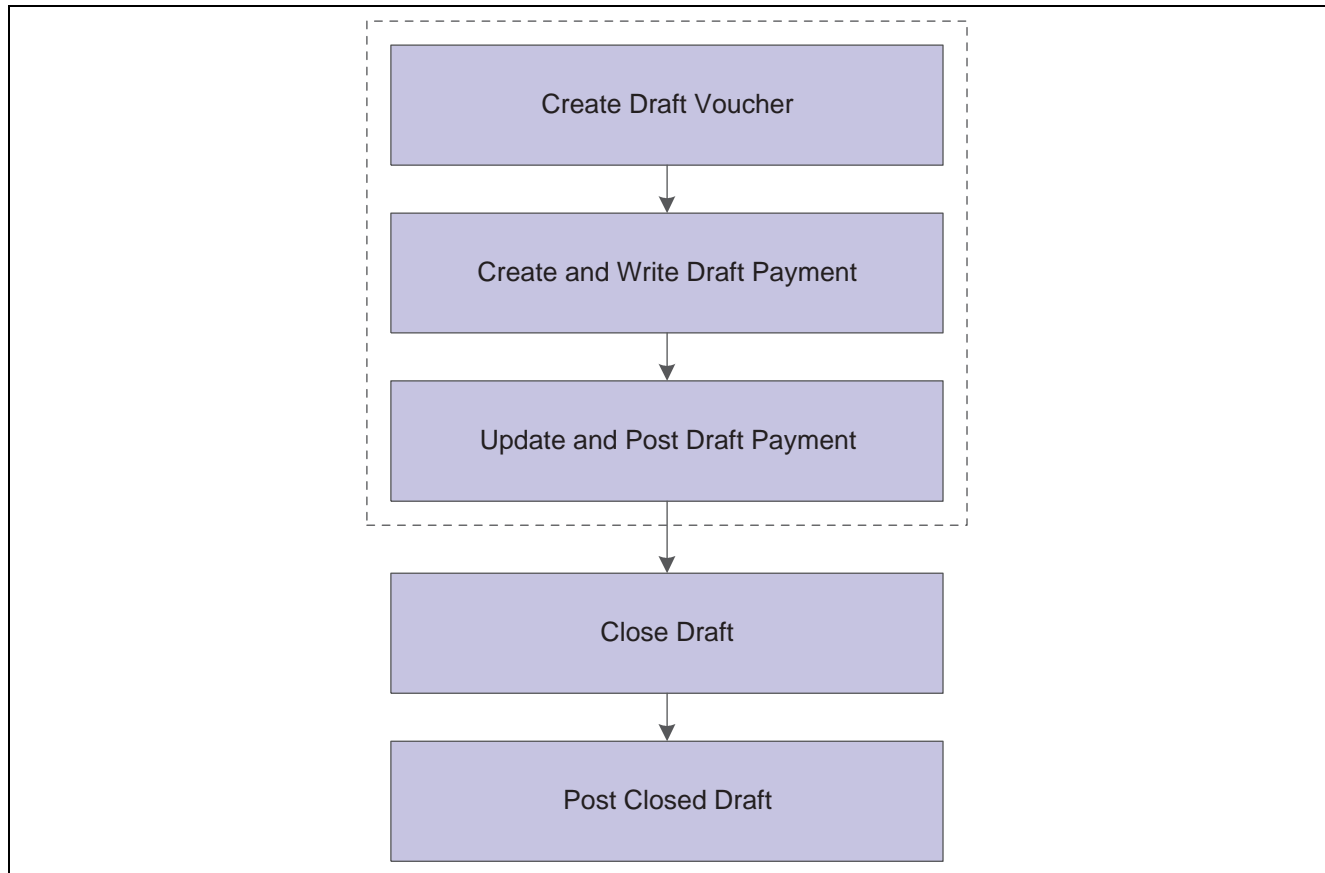 Create Draft Voucher
Create and Write Draft Payment
Update and Post Draft Payment
Close Draft
Post Closed Draft